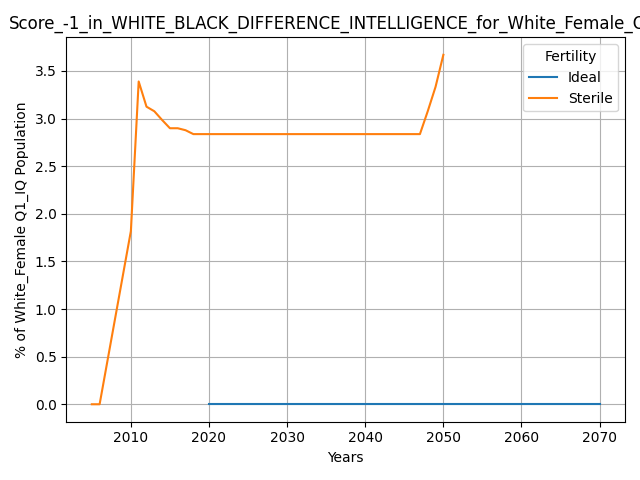 Score_-1_in_WHITE_BLACK_DIFFERENCE_INTELLIGENCE_for_White_Female_
Fertility
Ideal
Sterile
% of White_Female Q1_IQ Population
3.5
3.0
2.5
2.0
1.5
1.0
0.5
0.0
2010 2020 2030 2040 2050 2060 2070
Years